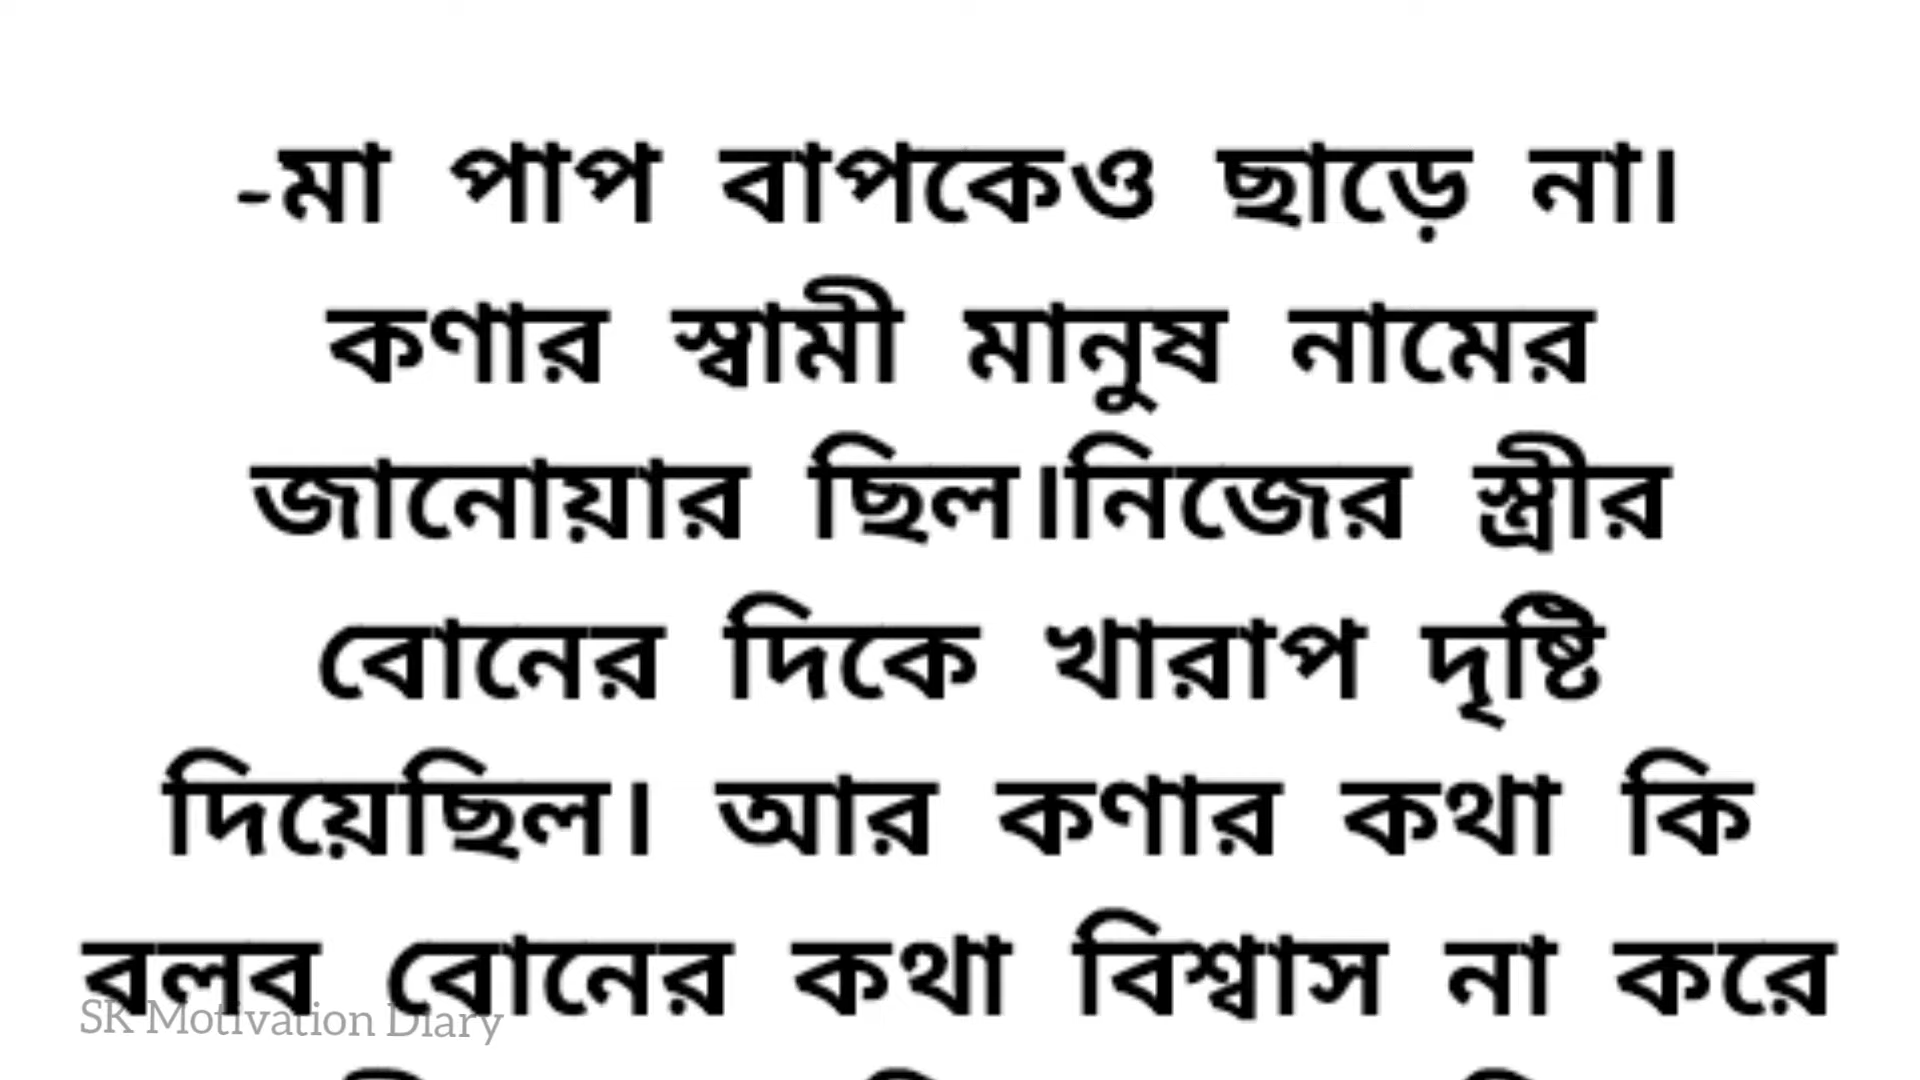 -মা পাপ বাপকেও ছাড়ে না।
কণার স্বামী মানুষ নামের
জানোয়ার ছিল।নিজের স্ত্রীর
বোনের দিকে খারাপ দৃষ্টি
দিয়েছিল। আর কণার কথা কি
বলব বোনের কথা বিশ্বাস না করে
SK Motivation Diary